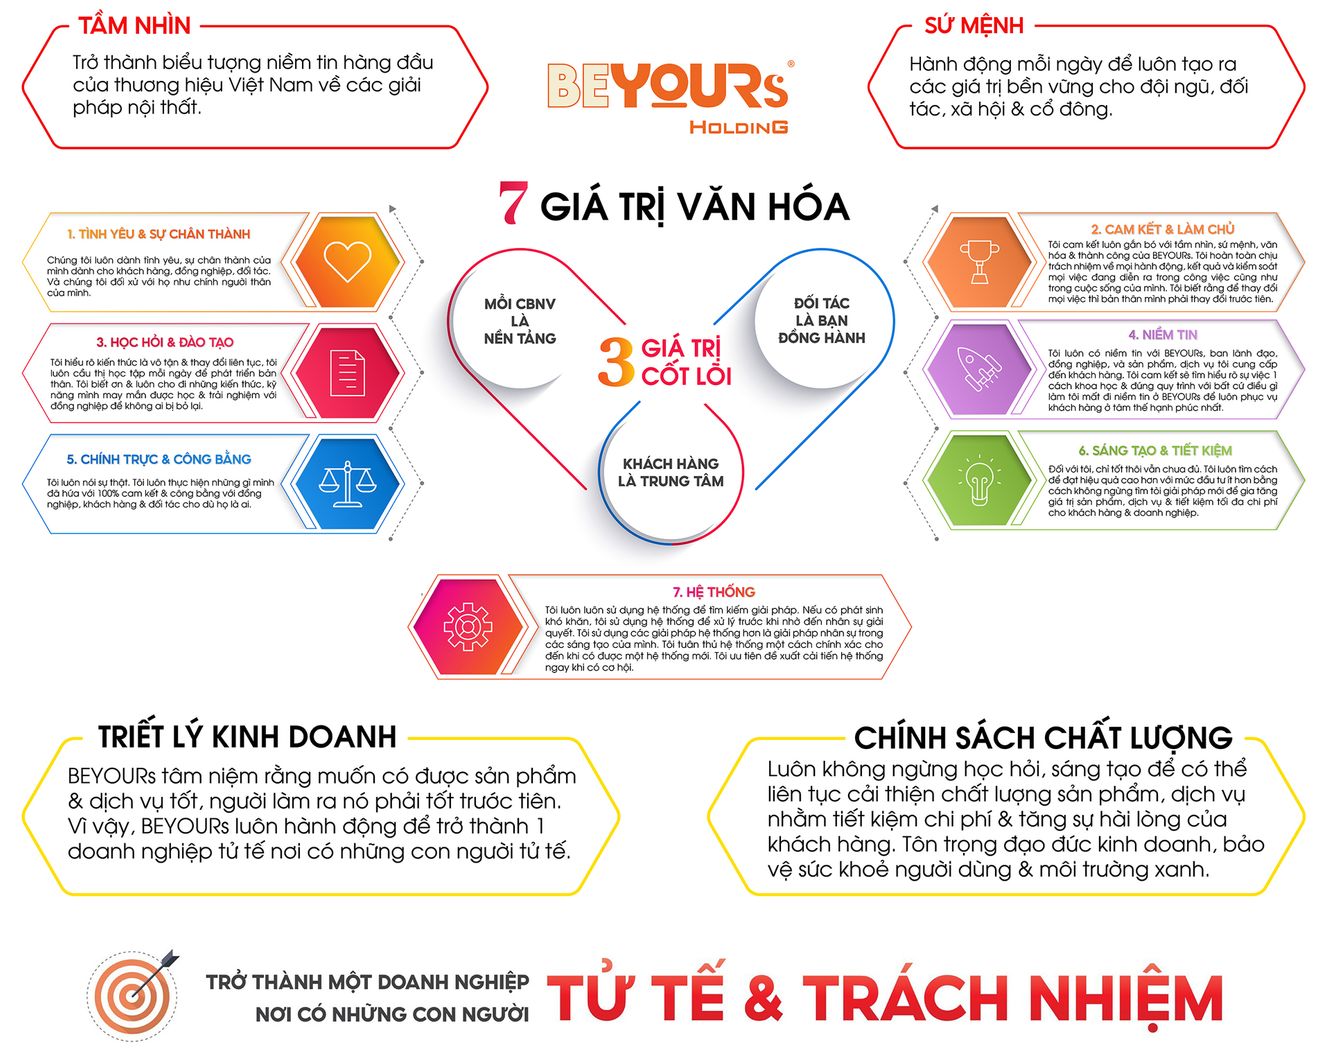 TẦM NHÌN
Trở thành biểu tượng niềm tin hàng đầu
của thương hiệu Việt Nam về các giải
pháp nội thất.
BEYOURs®
HOLDING
SỨ MỆNH
Hành động mỗi ngày để luôn tạo ra
các giá trị bền vững cho đội ngũ, đối
tác, xã hội & cổ đông.
7 GIÁ TRỊ VĂN HÓA
1. TÌNH YÊU & SỰ CHÂN THÀNH
Chúng tôi luôn dành tình yêu, sự chân thành của
mình dành cho khách hàng, đồng nghiệp, đối tác.
Và chúng tôi đối xử với họ như chính người thân
của mình.
2. CAM KẾT & LÀM CHỦ
Tôi cam kết luôn gắn bó với tầm nhìn, sứ mệnh, văn
hóa & thành công của BEYOURs. Tôi hoàn toàn chịu
trách nhiệm về mọi hành động, kết quả và kiểm soát
mọi việc đang diễn ra trong công việc cũng như
trong cuộc sống của mình. Tôi biết rằng để thay đổi
mọi việc thì bản thân mình phải thay đổi trước tiên.
3. HỌC HỎI & ĐÀO TẠO
Tôi hiểu rõ kiến thức là vô tận & thay đổi liên tục, tôi
luôn cầu thị học tập mỗi ngày để phát triển bản
thân. Tôi biết ơn & luôn cho đi những kiến thức, kỹ
năng mình may mắn được học & trải nghiệm với
đồng nghiệp để không ai bị bỏ lại.
4. NIỀM TIN
Tôi luôn có niềm tin với BEYOURs, ban lãnh đạo,
đồng nghiệp, và sản phẩm, dịch vụ tôi cung cấp
đến khách hàng. Tôi cam kết sẽ tìm hiểu rõ sự việc 1
cách khoa học & đúng quy trình với bất cứ điều gì
làm tôi mất đi niềm tin ở BEYOURs để luôn phục vụ
khách hàng ở tâm thế hạnh phúc nhất.
5. CHÍNH TRỰC & CÔNG BẰNG
Tôi luôn nói sự thật. Tôi luôn thực hiện những gì mình
đã hứa với 100% cam kết & công bằng với đồng
nghiệp, khách hàng & đối tác cho dù họ là ai.
6. SÁNG TẠO & TIẾT KIỆM
Đối với tôi, chỉ tốt thôi vẫn chưa đủ. Tôi luôn tìm cách
để đạt hiệu quả cao hơn với mức đầu tư ít hơn bằng
cách không ngừng tìm tòi giải pháp mới để gia tăng
giá trị sản phẩm, dịch vụ & tiết kiệm tối đa chi phí
cho khách hàng & doanh nghiệp.
MỖI CBNV
LÀ
NỀN TẢNG
3 GIÁ TRỊ
CỐT LÕI
ĐỐI TÁC
LÀ BẠN
ĐỒNG HÀNH
KHÁCH HÀNG
LÀ TRUNG TÂM
7. HỆ THỐNG
Tôi luôn luôn sử dụng hệ thống để tìm kiếm giải pháp. Nếu có phát sinh
khó khăn, tôi sử dụng hệ thống để xử lý trước khi nhờ đến nhân sự giải
quyết. Tôi sử dụng các giải pháp hệ thống hơn là giải pháp nhân sự trong
các sáng tạo của mình. Tôi tuân thủ hệ thống một cách chính xác cho
đến khi có được một hệ thống mới. Tôi ưu tiên đề xuất cải tiến hệ thống
ngay khi có cơ hội.
TRIẾT LÝ KINH DOANH
BEYOURs tâm niệm rằng muốn có được sản phẩm
& dịch vụ tốt, người làm ra nó phải tốt trước tiên.
Vì vậy, BEYOURs luôn hành động để trở thành 1
doanh nghiệp tử tế nơi có những con người tử tế.
CHÍNH SÁCH CHẤT LƯỢNG
Luôn không ngừng học hỏi, sáng tạo để có thể
liên tục cải thiện chất lượng sản phẩm, dịch vụ
nhằm tiết kiệm chi phí & tăng sự hài lòng của
khách hàng. Tôn trọng đạo đức kinh doanh, bảo
vệ sức khoẻ người dùng & môi trường xanh.
TRỞ THÀNH MỘT DOANH NGHIỆP
NƠI CÓ NHỮNG CON NGƯỜI
TỬ TẾ & TRÁCH NHIỆM